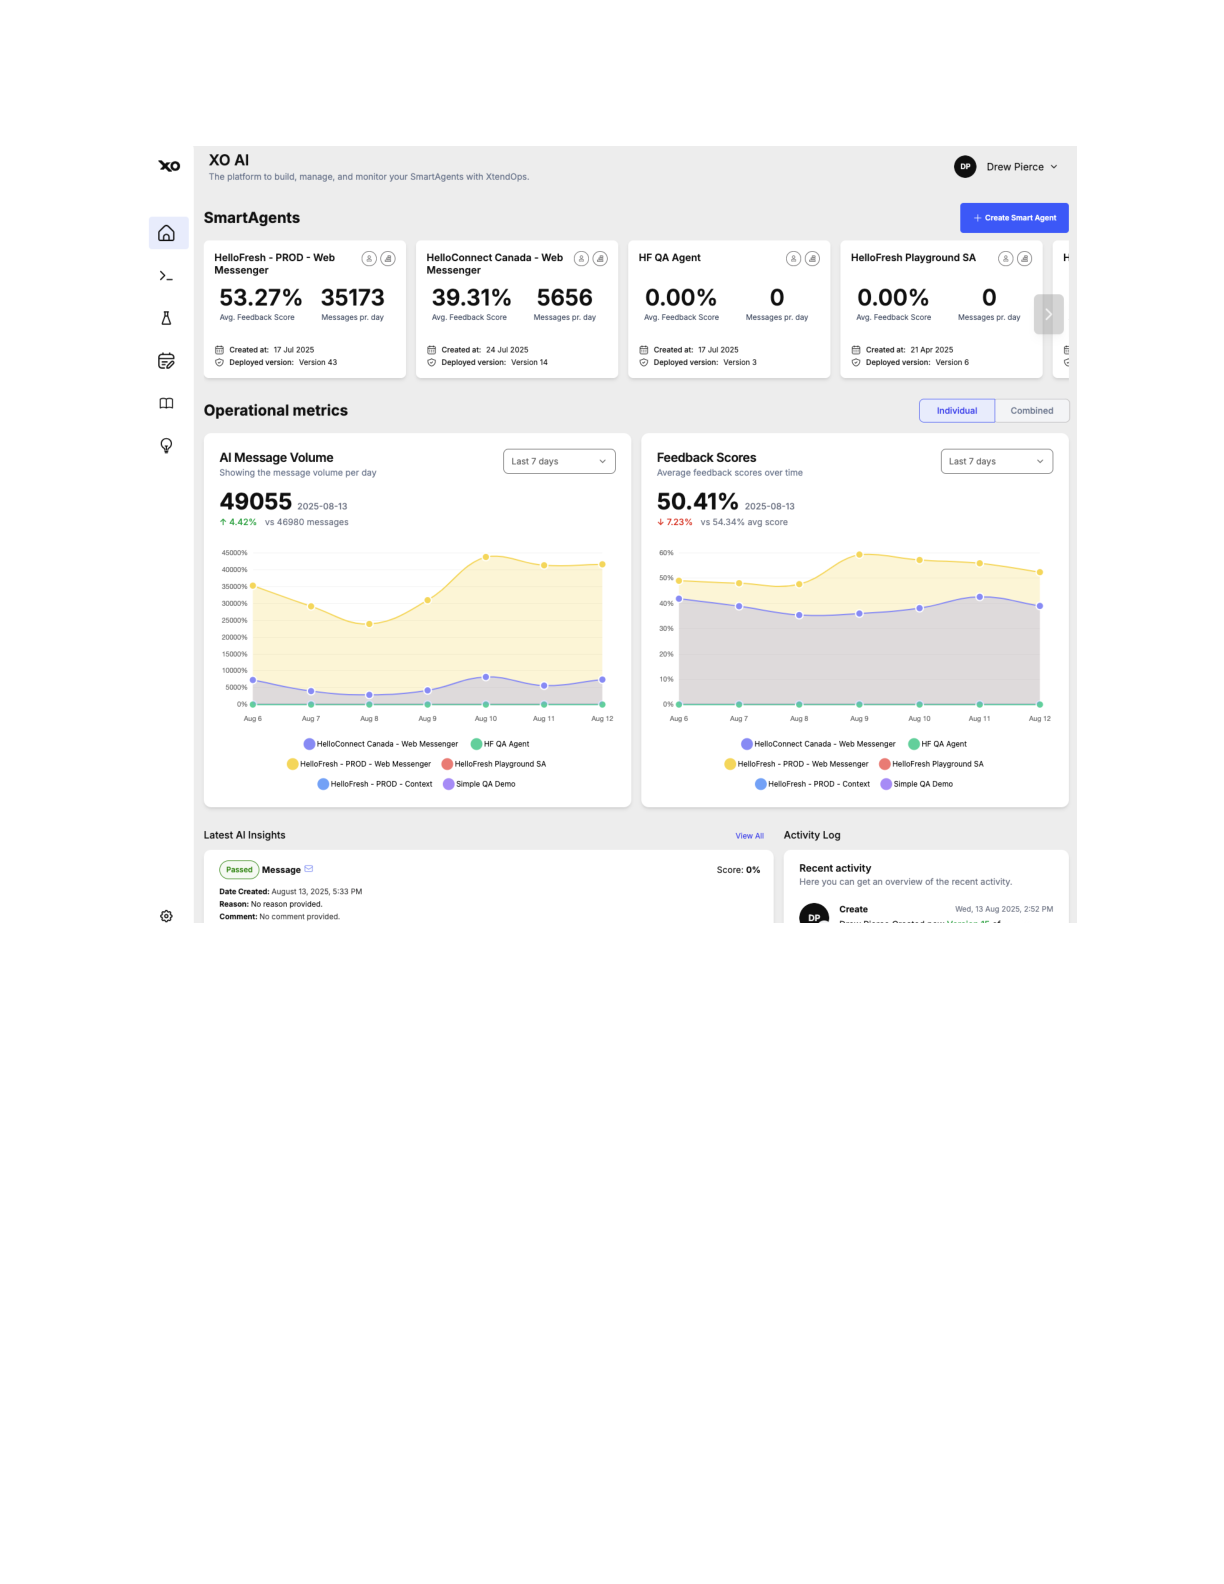 XO
XO AI
The platform to build, manage, and monitor your SmartAgents with XtendOps.
DP
Drew Pierce
SmartAgents
+ Create Smart Agent
HelloFresh - PROD - Web Messenger
53.27% 35173
Avg. Feedback Score Messages pr. day
Created at: 17 Jul 2025
Deployed version: Version 43
HelloConnect Canada - Web Messenger
39.31% 5656
Avg. Feedback Score Messages pr. day
Created at: 24 Jul 2025
Deployed version: Version 14
HF QA Agent
0.00% 0
Avg. Feedback Score Messages pr. day
Created at: 17 Jul 2025
Deployed version: Version 3
HelloFresh Playground SA
0.00% 0
Avg. Feedback Score Messages pr. day
Created at: 21 Apr 2025
Deployed version: Version 6
Operational metrics
Individual Combined
AI Message Volume
Showing the message volume per day
Last 7 days
49055 2025-08-13
↑ 4.42% vs 46980 messages
45000%
40000%
35000%
30000%
25000%
20000%
15000%
10000%
5000%
0%
Aug 6 Aug 7 Aug 8 Aug 9 Aug 10 Aug 11 Aug 12
HelloConnect Canada - Web Messenger HF QA Agent
HelloFresh - PROD - Web Messenger HelloFresh Playground SA
HelloFresh - PROD - Context Simple QA Demo
Feedback Scores
Average feedback scores over time
Last 7 days
50.41% 2025-08-13
↓ 7.23% vs 54.34% avg score
60%
50%
40%
30%
20%
10%
0%
Aug 6 Aug 7 Aug 8 Aug 9 Aug 10 Aug 11 Aug 12
HelloConnect Canada - Web Messenger HF QA Agent
HelloFresh - PROD - Web Messenger HelloFresh Playground SA
HelloFresh - PROD - Context Simple QA Demo
Latest AI Insights
View All
Passed Message
Score: 0%
Date Created: August 13, 2025, 5:33 PM
Reason: No reason provided.
Comment: No comment provided.
Activity Log
Recent activity
Here you can get an overview of the recent activity.
DP
Create
Wed, 13 Aug 2025, 2:52 PM